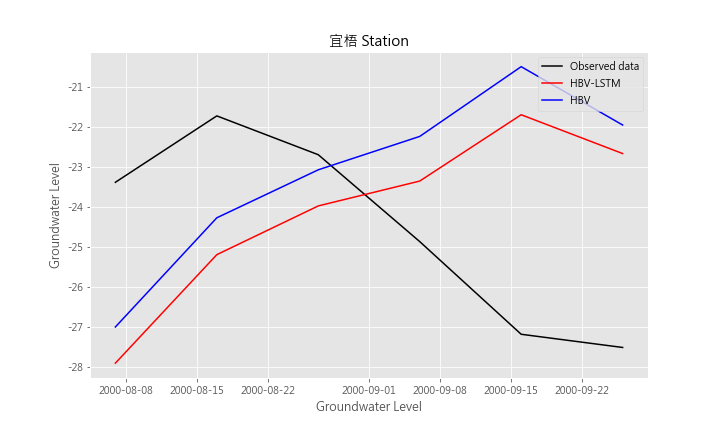 宜梧 Station
Observed data
HBV-LSTM
HBV
-21
-22
-23
-24
-25
-26
-27
-28
Groundwater Level
2000-08-08 2000-08-15 2000-08-22 2000-09-01 2000-09-08 2000-09-15 2000-09-22
Groundwater Level